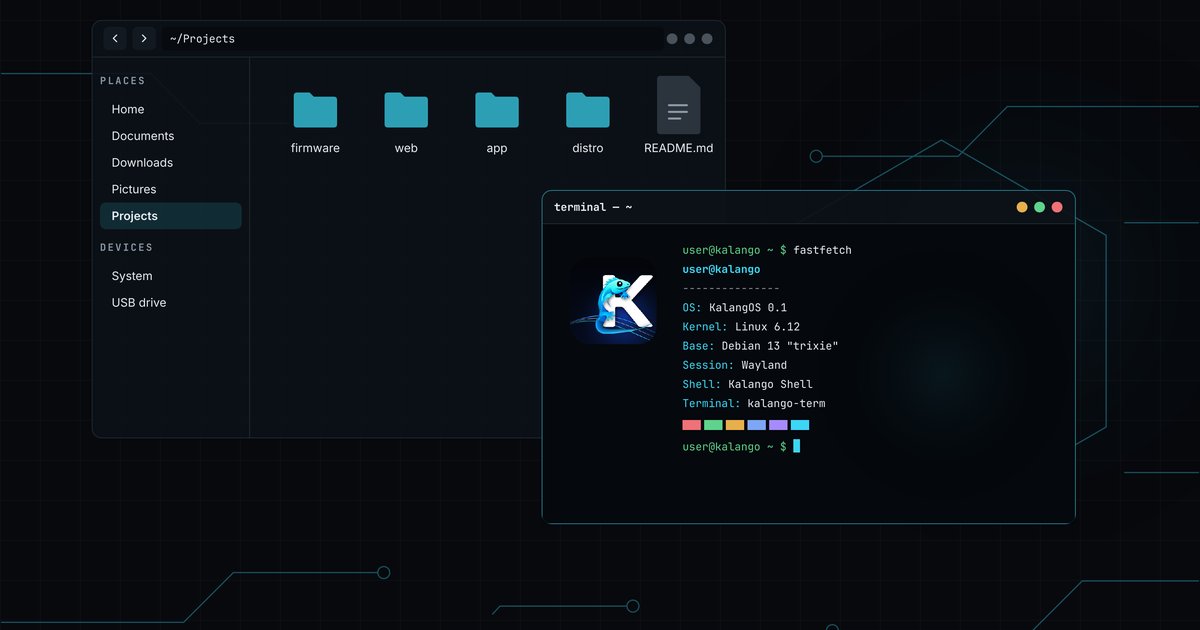 ~/Projects
PLACES
Home
Documents
Downloads
Pictures
Projects
DEVICES
System
USB drive
firmware
web
app
distro
README.md
terminal — ~
K
user@kalango ~ $ fastfetch
user@kalango
---------------
OS: KalangOS 0.1
Kernel: Linux 6.12
Base: Debian 13 "trixie"
Session: Wayland
Shell: Kalango Shell
Terminal: kalango-term
user@kalango ~ $